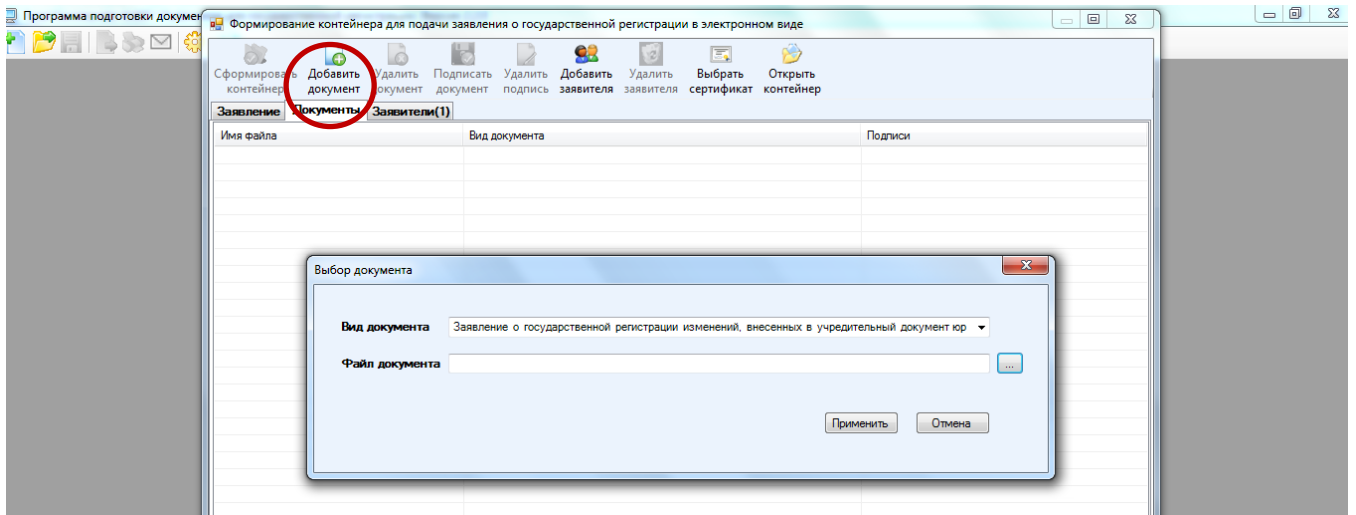 Программа подготовки докумен
Формирование контейнера для подачи заявления о государственной регистрации в электронном виде
Сформировать контейнер
Добавить документ
Удалить документ
Подписать документ
Удалить подпись
Добавить заявителя
Удалить заявителя
Выбрать сертификат
Открыть контейнер
Заявление Документы Заявители(1)
Имя файла Вид документа Подписи
Выбор документа
Вид документа Заявление о государственной регистрации изменений, внесенных в учредительный документ юр
Файл документа ...
Применить Отмена